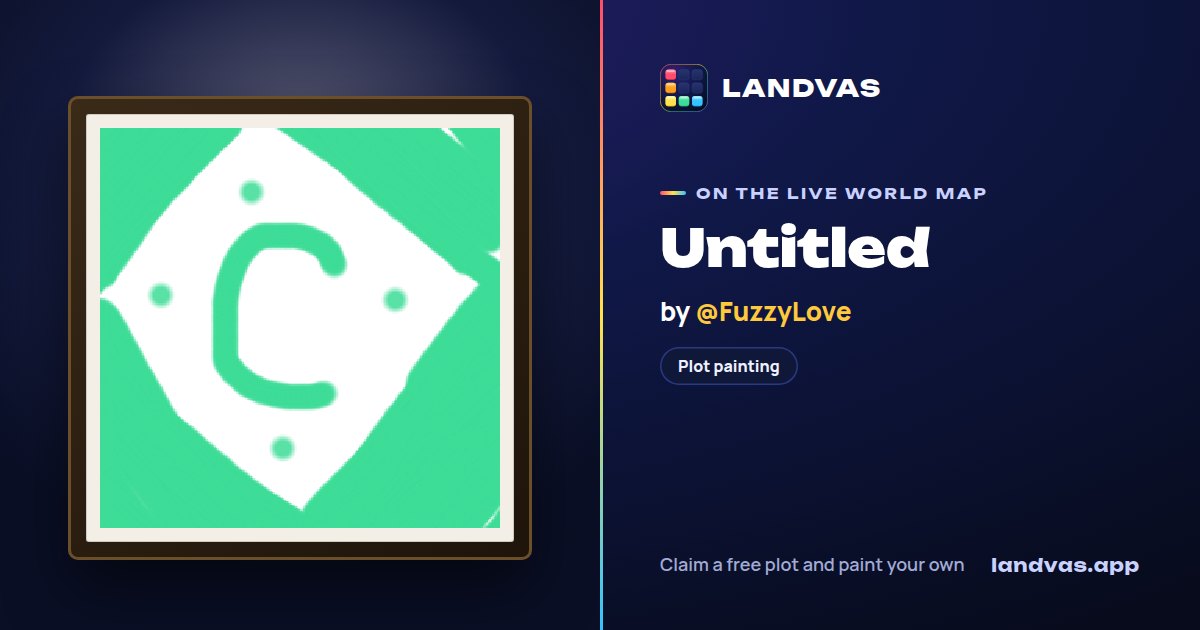 C
LANDVAS
ON THE LIVE WORLD MAP
Untitled
by @FuzzyLove
Plot painting
Claim a free plot and paint your own landvas.app